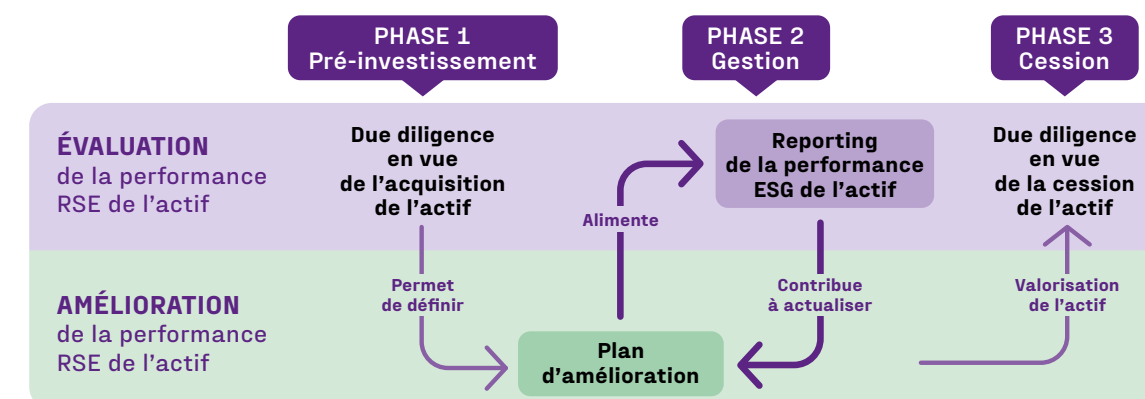 PHASE 1
Pré-investissement
PHASE 2
Gestion
PHASE 3
Cession
ÉVALUATION
de la performance
RSE de l'actif
Due diligence
en vue
de l'acquisition
de l'actif
Alimente
Reporting
de la performance
ESG de l'actif
Due diligence
en vue
de la cession
de l'actif
AMÉLIORATION
de la performance
RSE de l'actif
Permet
de définir
Plan
d'amélioration
Contribue
à actualiser
Valorisation
de l'actif